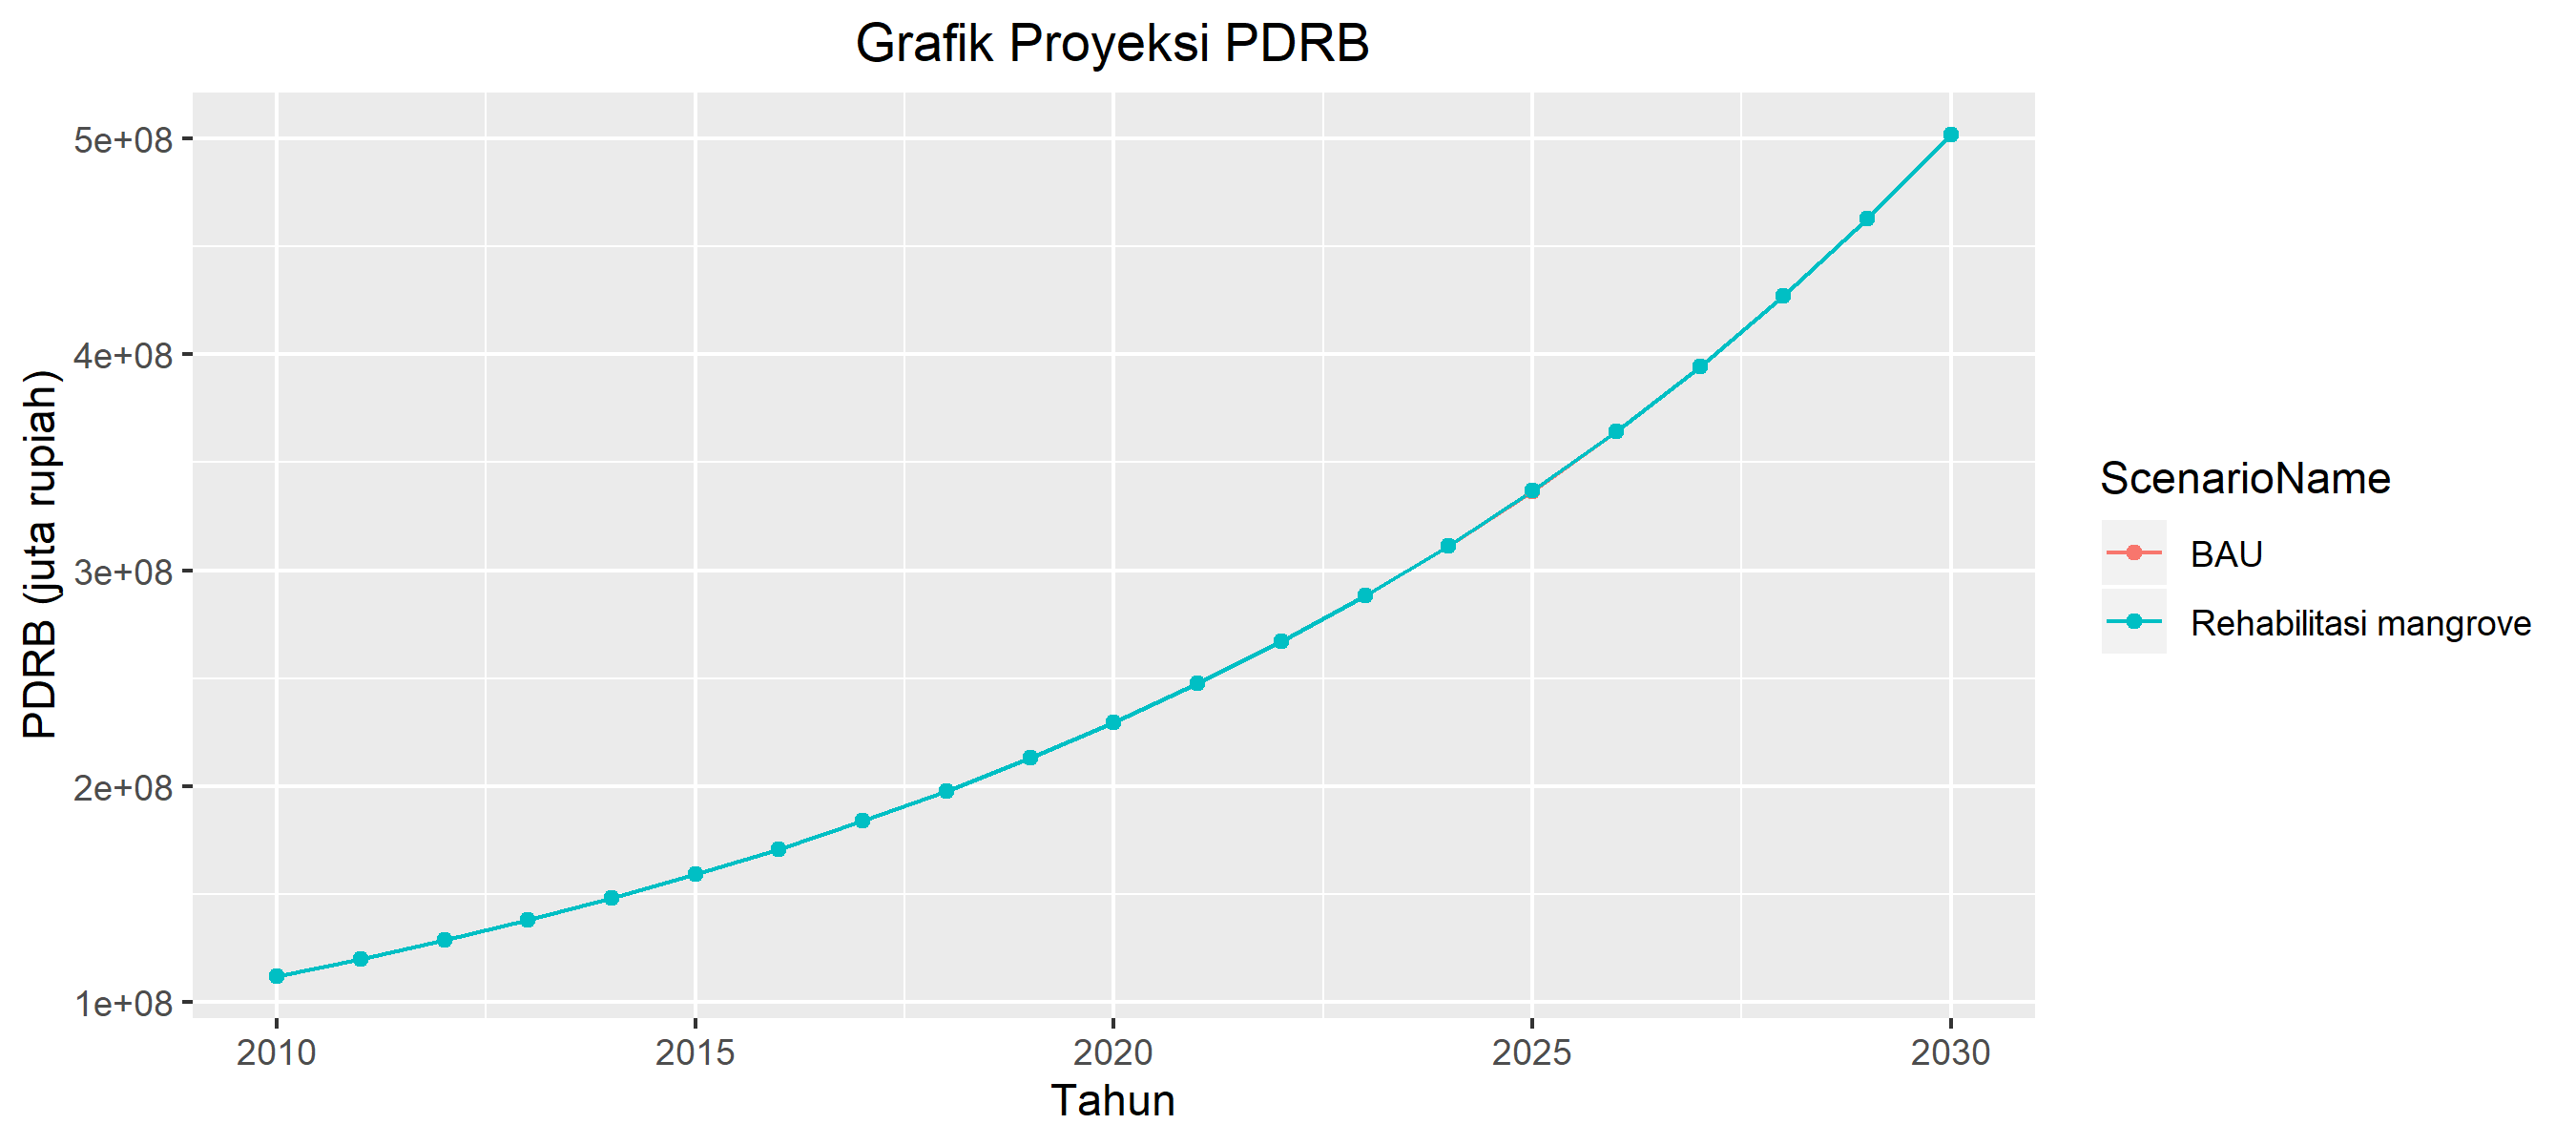 Grafik Proyeksi PDRB
PDRB (juta rupiah)
5e+08
4e+08
3e+08
2e+08
1e+08
2010 2015 2020 2025 2030
Tahun
ScenarioName
BAU
Rehabilitasi mangrove